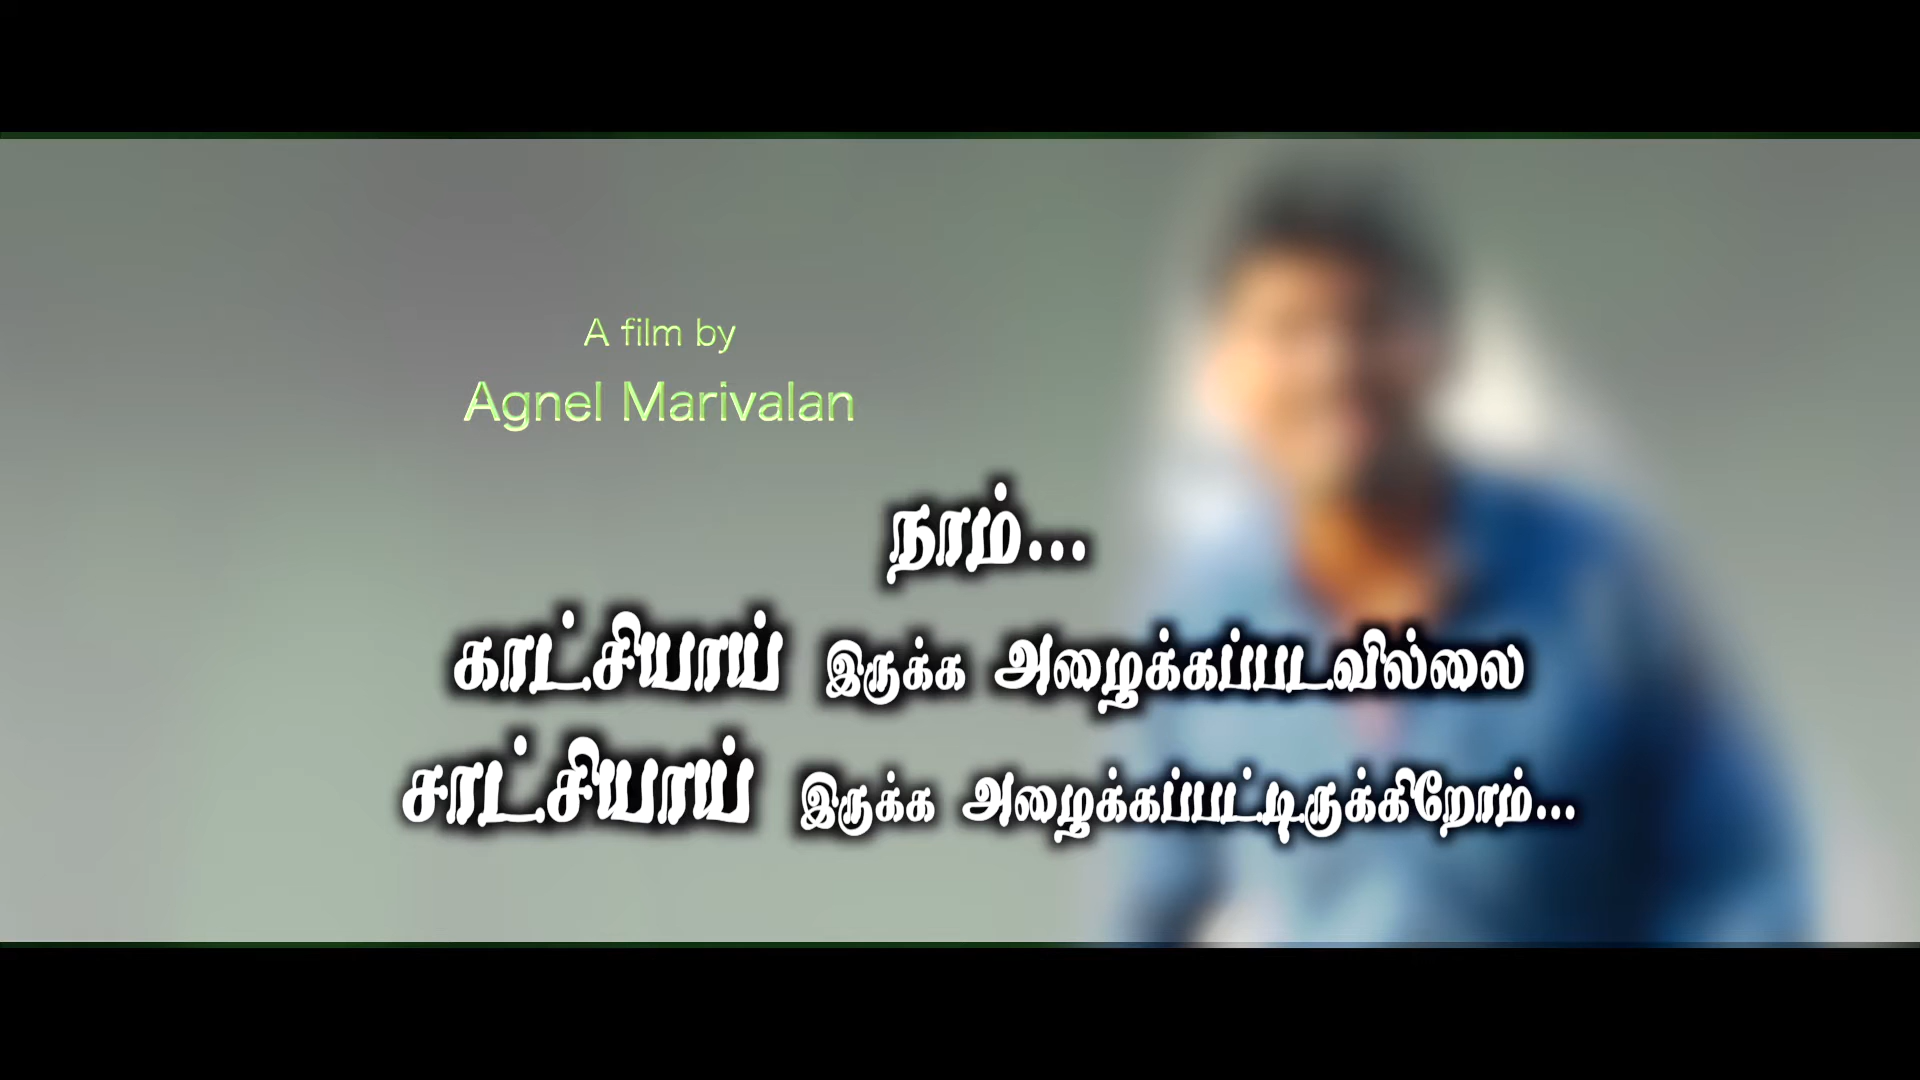 A film by
Agnel Marivalan
நாம்...
காட்சியாய் இருக்க அழைக்கப்படவில்லை
சாட்சியாய் இருக்க அழைக்கப்பட்டிருக்கிறோம்...